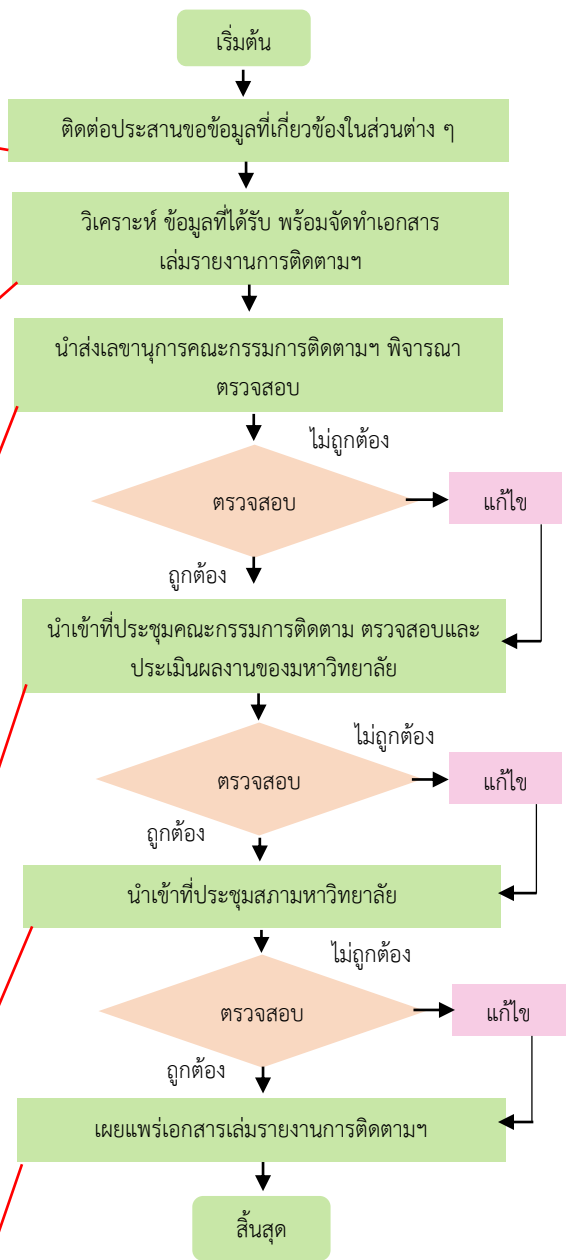 เริ่มต้น
ติดต่อประสานขอข้อมูลที่เกี่ยวข้องในส่วนต่าง ๆ
วิเคราะห์ ข้อมูลที่ได้รับ พร้อมจัดทำเอกสาร
เล่มรายงานการติดตามฯ
นำส่งเลขานุการคณะกรรมการติดตามฯ พิจารณา
ตรวจสอบ
ไม่ถูกต้อง
ตรวจสอบ
แก้ไข
ถูกต้อง
นำเข้าที่ประชุมคณะกรรมการติดตาม ตรวจสอบและ
ประเมินผลงานของมหาวิทยาลัย
ไม่ถูกต้อง
ตรวจสอบ
แก้ไข
ถูกต้อง
นำเข้าที่ประชุมสภามหาวิทยาลัย
ไม่ถูกต้อง
ตรวจสอบ
แก้ไข
ถูกต้อง
เผยแพร่เอกสารเล่มรายงานการติดตามฯ
สิ้นสุด